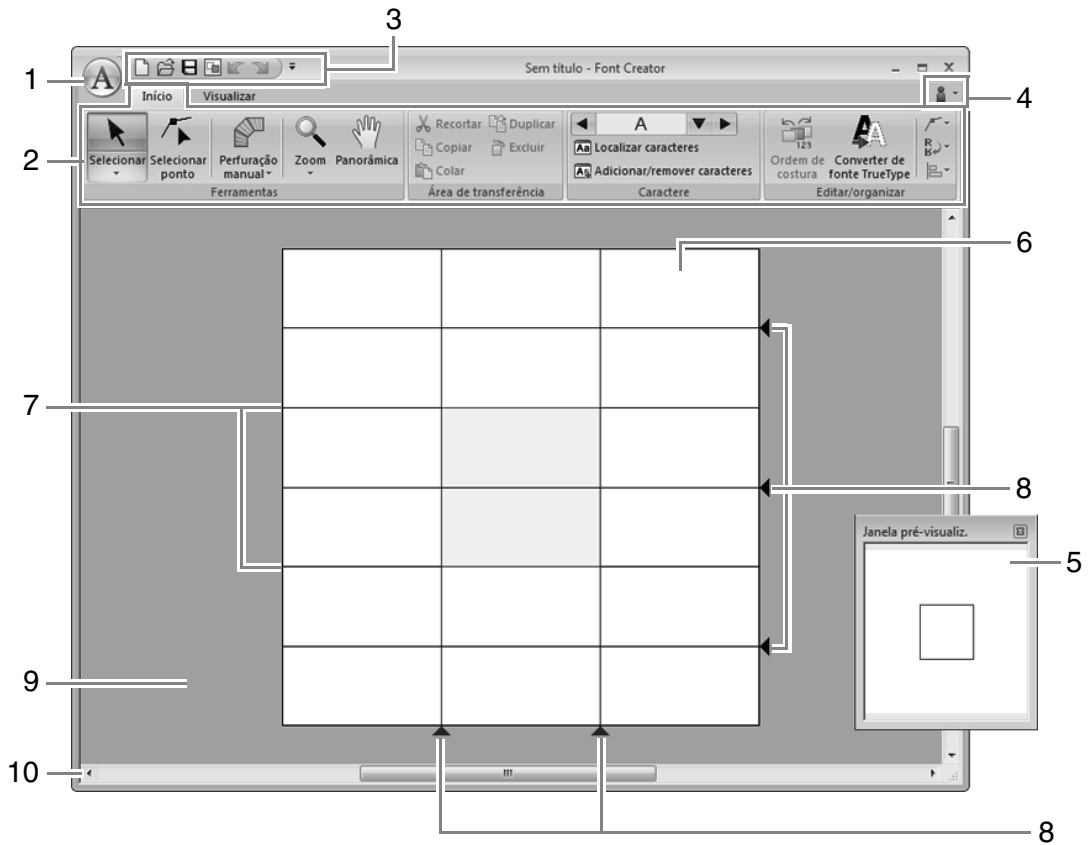 3
Sem título - Font Creator
1
A
4
Início Visualizar
2
Selecionar
Selecionar ponto
Perfuração manual
Zoom
Panorâmica
Ferramentas
Recortar
Duplicar
Copiar
Excluir
Colar
Área de transferência
A
Aa Localizar caracteres
Adicionar/remover caracteres
Caractere
123
Ordem de costura
Converter de fonte TrueType
Editar/organizar
6
7
8
Janela pré-visualiz.
5
9
10
8